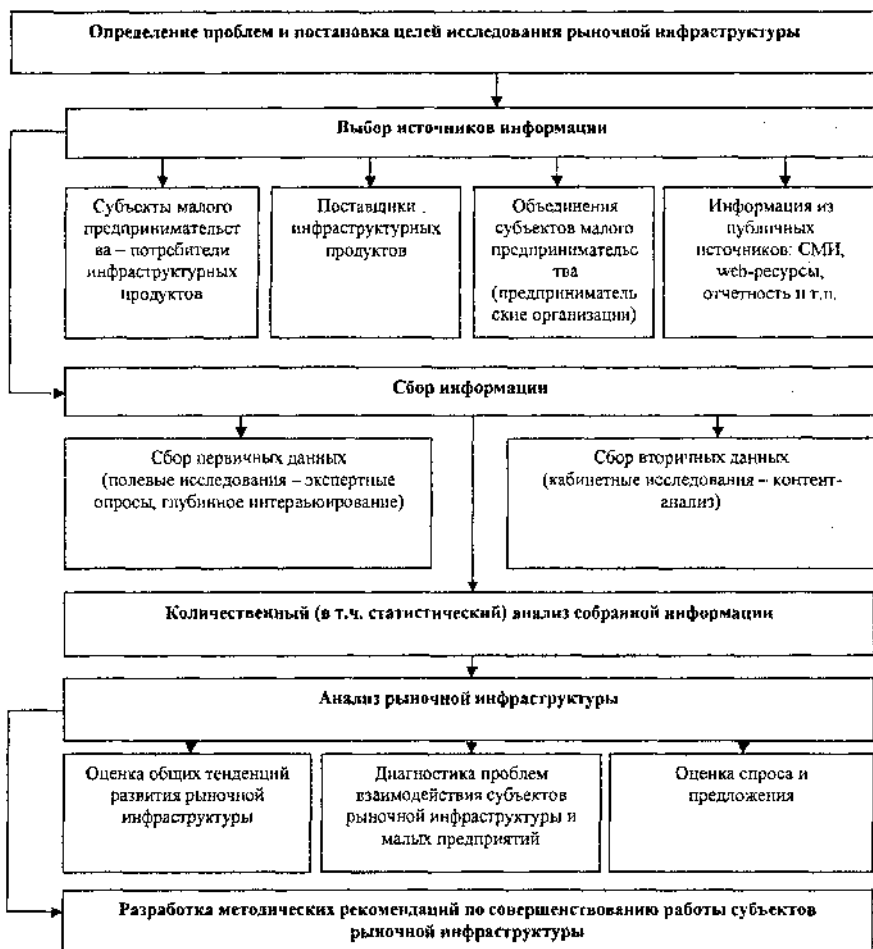 Определение проблем и постановка целей исследования рыночной инфраструктуры
Выбор источников информации
Субъекты малого
предпринимательст
ва – потребители
инфраструктурных
продуктов
Поставщики
инфраструктурных
продуктов
Объединения
субъектов малого
предпринимательс
тва
(предприниматель
ские организации)
Информация из
публичных
источников: СМИ,
web-ресурсы,
отчетность и т.п.
Сбор информации
Сбор первичных данных
(полевые исследования – экспертные
опросы, глубинное интервьюирование)
Сбор вторичных данных
(кабинетные исследования – контент-
анализ)
Количественный (в т.ч. статистический) анализ собранной информации
Анализ рыночной инфраструктуры
Оценка общих тенденций
развития рыночной
инфраструктуры
Диагностика проблем
взаимодействия субъектов
рыночной инфраструктуры и
малых предприятий
Оценка спроса и
предложения
Разработка методических рекомендаций по совершенствованию работы субъектов
рыночной инфраструктуры